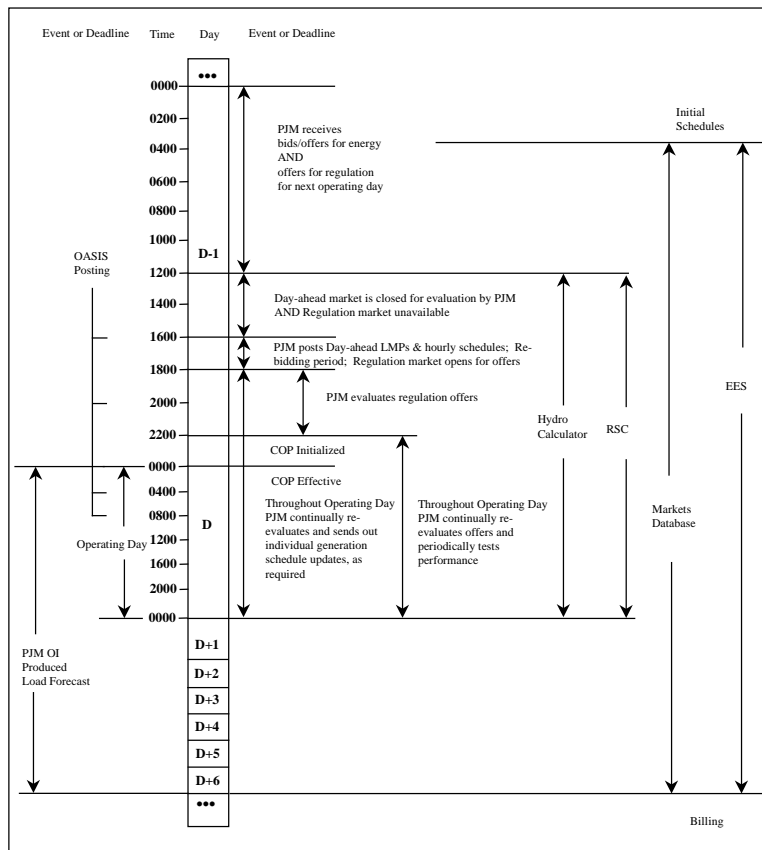 Event or Deadline Time Day Event or Deadline
•••
0000
0200
0400
0600
0800
1000
1200
1400
1600
1800
2000
2200
0000
0400
0800
1200
1600
2000
0000
D-1
D
D+1
D+2
D+3
D+4
D+5
D+6
•••
OASIS
Posting
Operating Day
PJM OI
Produced
Load Forecast
PJM receives
bids/offers for energy
AND
offers for regulation
for next operating day
Day-ahead market is closed for evaluation by PJM
AND Regulation market unavailable
PJM posts Day-ahead LMPs & hourly schedules; Re-
bidding period; Regulation market opens for offers
PJM evaluates regulation offers
COP Initialized
COP Effective
Throughout Operating Day
PJM continually re-
evaluates and sends out
individual generation
schedule updates, as
required
Throughout Operating Day
PJM continually re-
evaluates offers and
periodically tests
performance
Hydro
Calculator
RSC
Initial
Schedules
Markets
Database
EES
Billing